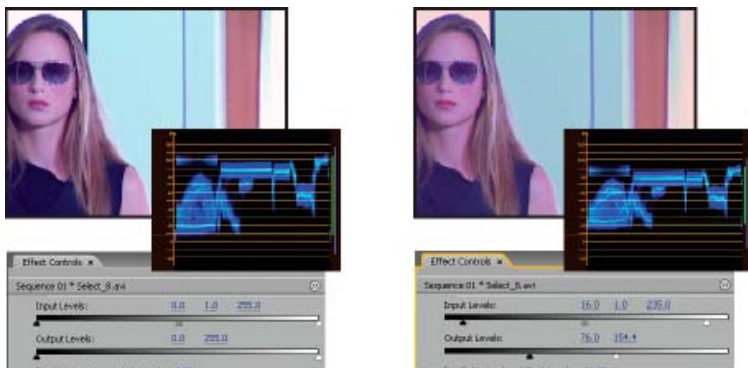 Effect Controls ×
Sequence 01 * Select_B.avi
Input Levels: 0.0 1.0 255.0
Output Levels: 0.0 255.0
Effect Controls ×
Sequence 01 * Select_B.avi
Input Levels: 16.0 1.0 235.0
Output Levels: 76.0 154.4